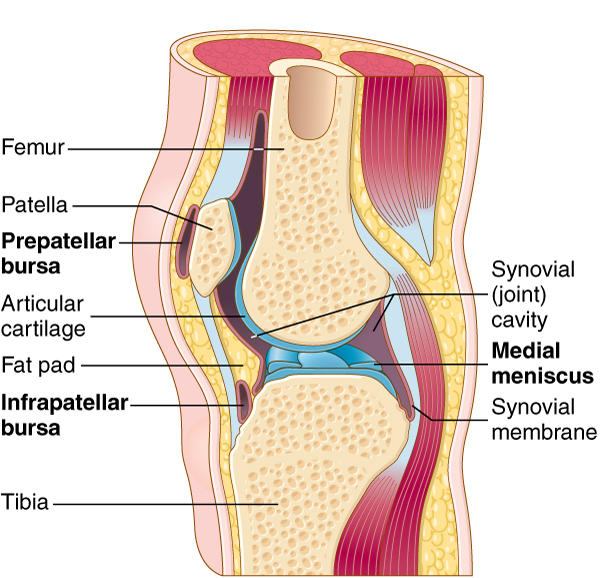 Femur
Patella
Prepatellar
bursa
Articular
cartilage
Fat pad
Infrapatellar
bursa
Tibia
Synovial
(joint)
cavity
Medial
meniscus
Synovial
membrane